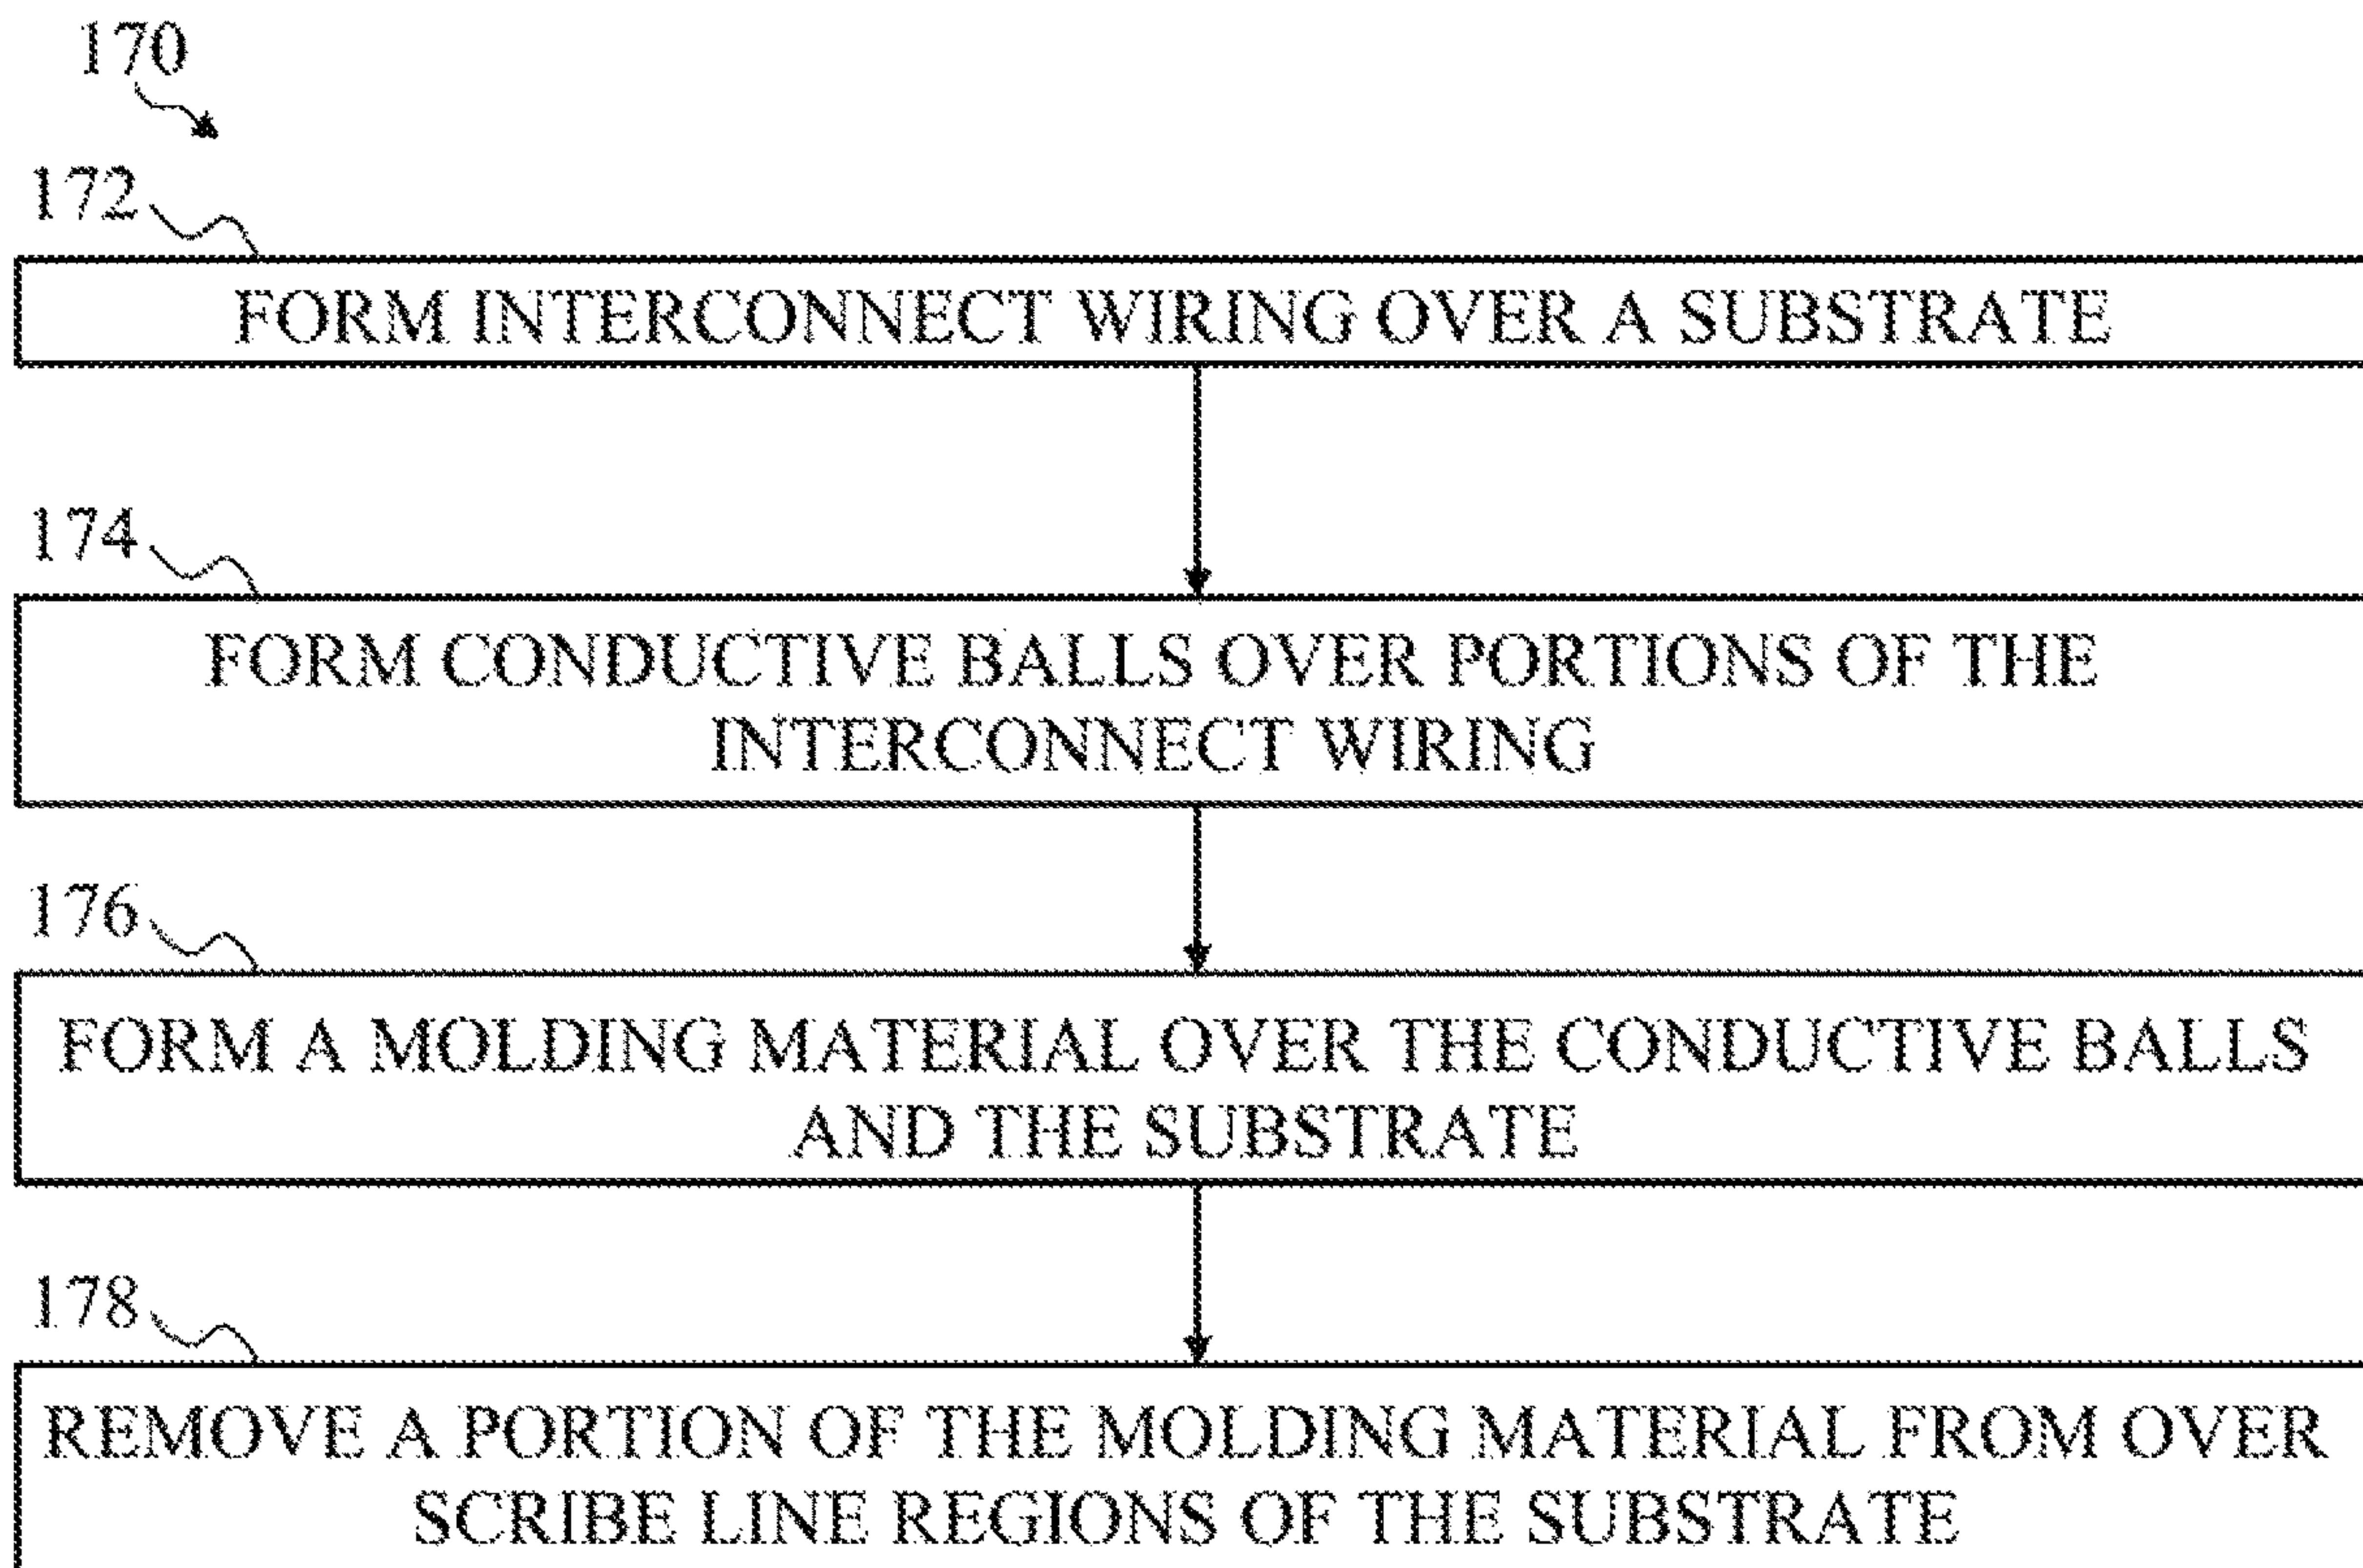 170
172
FORM INTERCONNECT WIRING OVER A SUBSTRATE
174
FORM CONDUCTIVE BALLS OVER PORTIONS OF THE
INTERCONNECT WIRING
176
FORM A MOLDING MATERIAL OVER THE CONDUCTIVE BALLS
AND THE SUBSTRATE
178
REMOVE A PORTION OF THE MOLDING MATERIAL FROM OVER
SCRIBE LINE REGIONS OF THE SUBSTRATE